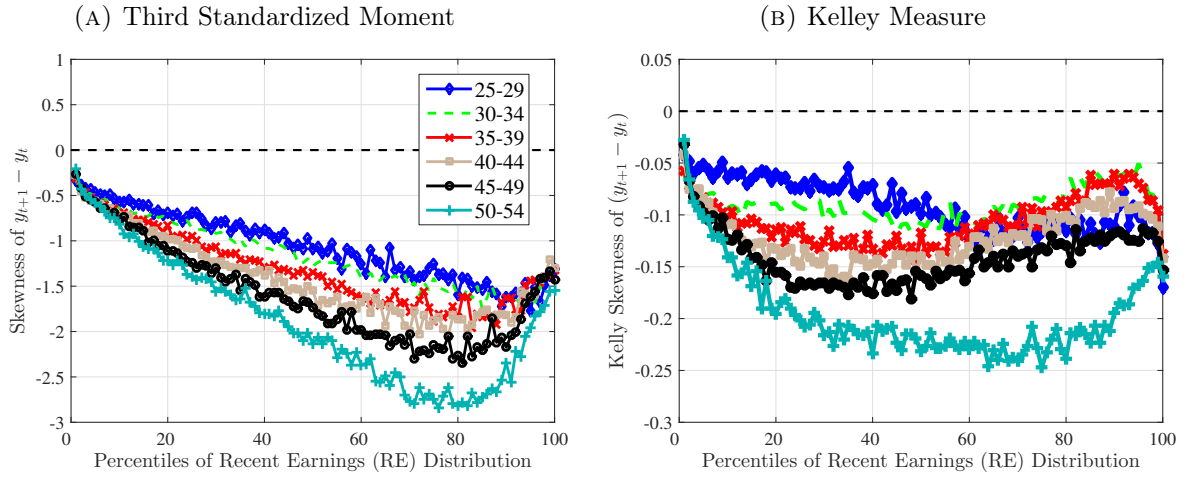 (A) Third Standardized Moment
Skewness of y_{t+1} − y_t
1
0.5
0
-0.5
-1
-1.5
-2
-2.5
-3
25-29
30-34
35-39
40-44
45-49
50-54
0 20 40 60 80 100
Percentiles of Recent Earnings (RE) Distribution
(B) Kelley Measure
Kelly Skewness of (y_{t+1} − y_t)
0.05
0
-0.05
-0.1
-0.15
-0.2
-0.25
-0.3
0 20 40 60 80 100
Percentiles of Recent Earnings (RE) Distribution